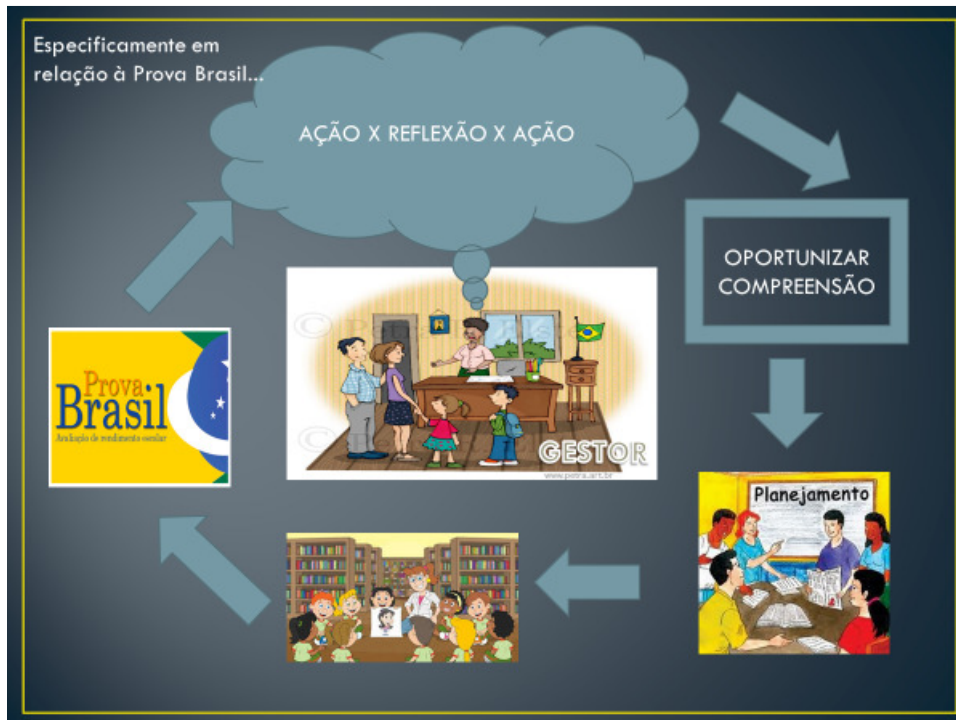 Especificamente em
relação à Prova Brasil...
AÇÃO X REFLEXÃO X AÇÃO
OPORTUNIZAR
COMPREENSÃO
Prova
Brasil
Avaliação do rendimento escolar
GESTOR
www.petra.art.br
Planejamento